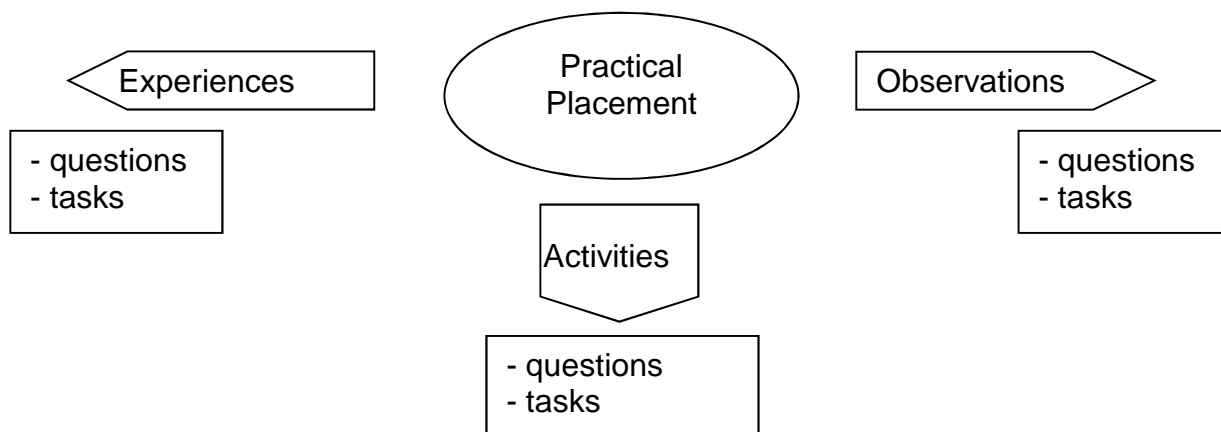 Experiences
Practical
Placement
Observations
- questions
- tasks
- questions
- tasks
Activities
- questions
- tasks